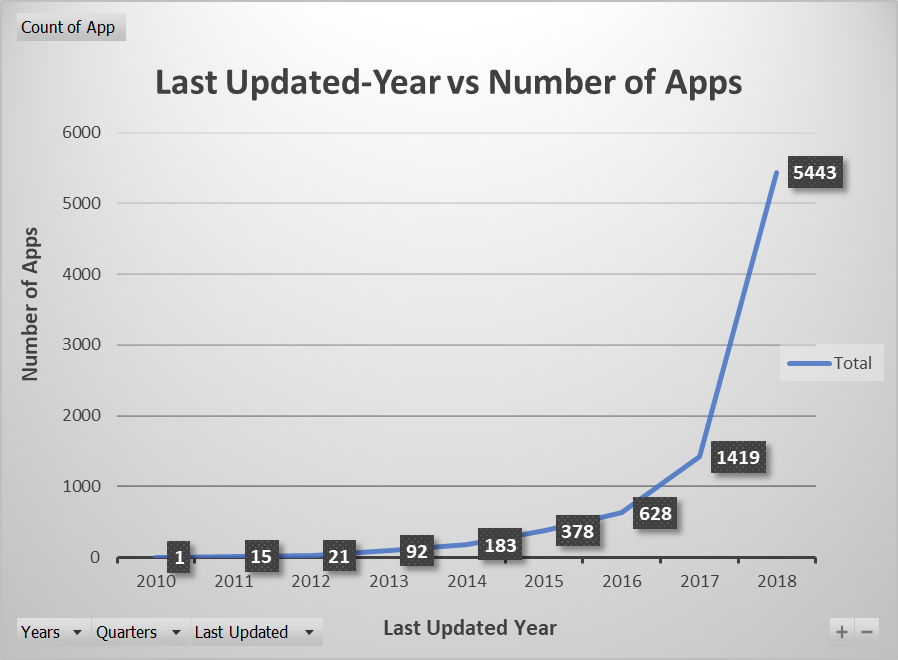 Count of App
Last Updated-Year vs Number of Apps
Number of Apps
6000
5000
4000
3000
2000
1000
0
5443
1419
628
378
183
92
21
15
1
Total
2010 2011 2012 2013 2014 2015 2016 2017 2018
Last Updated Year
Years Quarters Last Updated
+ −